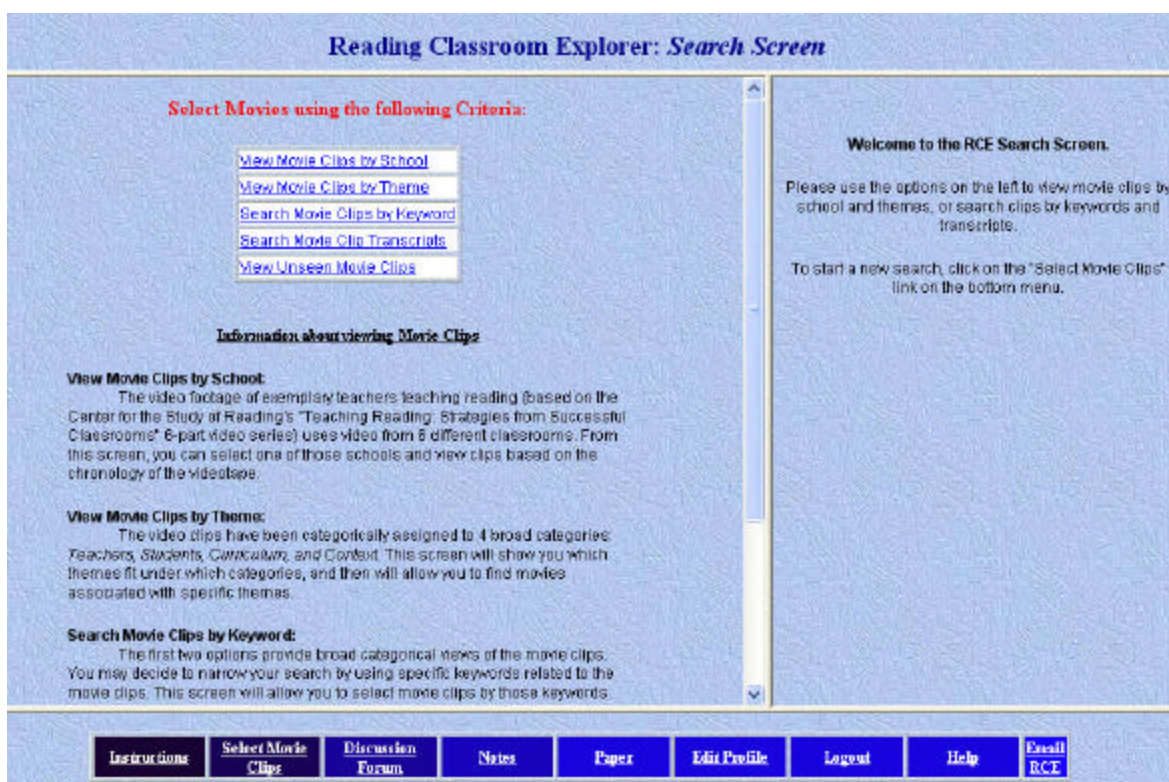 Reading Classroom Explorer: Search Screen
Select Movies using the following Criteria:
View Movie Clips by School
View Movie Clips by Theme
Search Movie Clips by Keyword
Search Movie Clip Transcripts
View Unseen Movie Clips
Information about viewing Movie Clips
View Movie Clips by School:
The video footage of exemplary teachers teaching reading (based on the
Center for the Study of Reading's "Teaching Reading: Strategies from Successful
Classrooms" 6-part video series) uses video from 6 different classrooms. From
this screen, you can select one of those schools and view clips based on the
chronology of the videotape.
View Movie Clips by Theme:
The video clips have been categorically assigned to 4 broad categories:
Teachers, Students, Curriculum, and Context. This screen will show you which
themes fit under which categories, and then will allow you to find movies
associated with specific themes.
Search Movie Clips by Keyword:
The first two options provide broad categorical views of the movie clips.
You may decide to narrow your search by using specific keywords related to the
movie clips. This screen will allow you to select movie clips by those keywords.
Welcome to the RCE Search Screen.
Please use the options on the left to view movie clips by
school and themes, or search clips by keywords and
transcripts.
To start a new search, click on the "Select Movie Clips"
link on the bottom menu.
Instructions
Select Movie
Clips
Discussion
Forum
Notes
Paper
Edit Profile
Logout
Help
Email
RCE